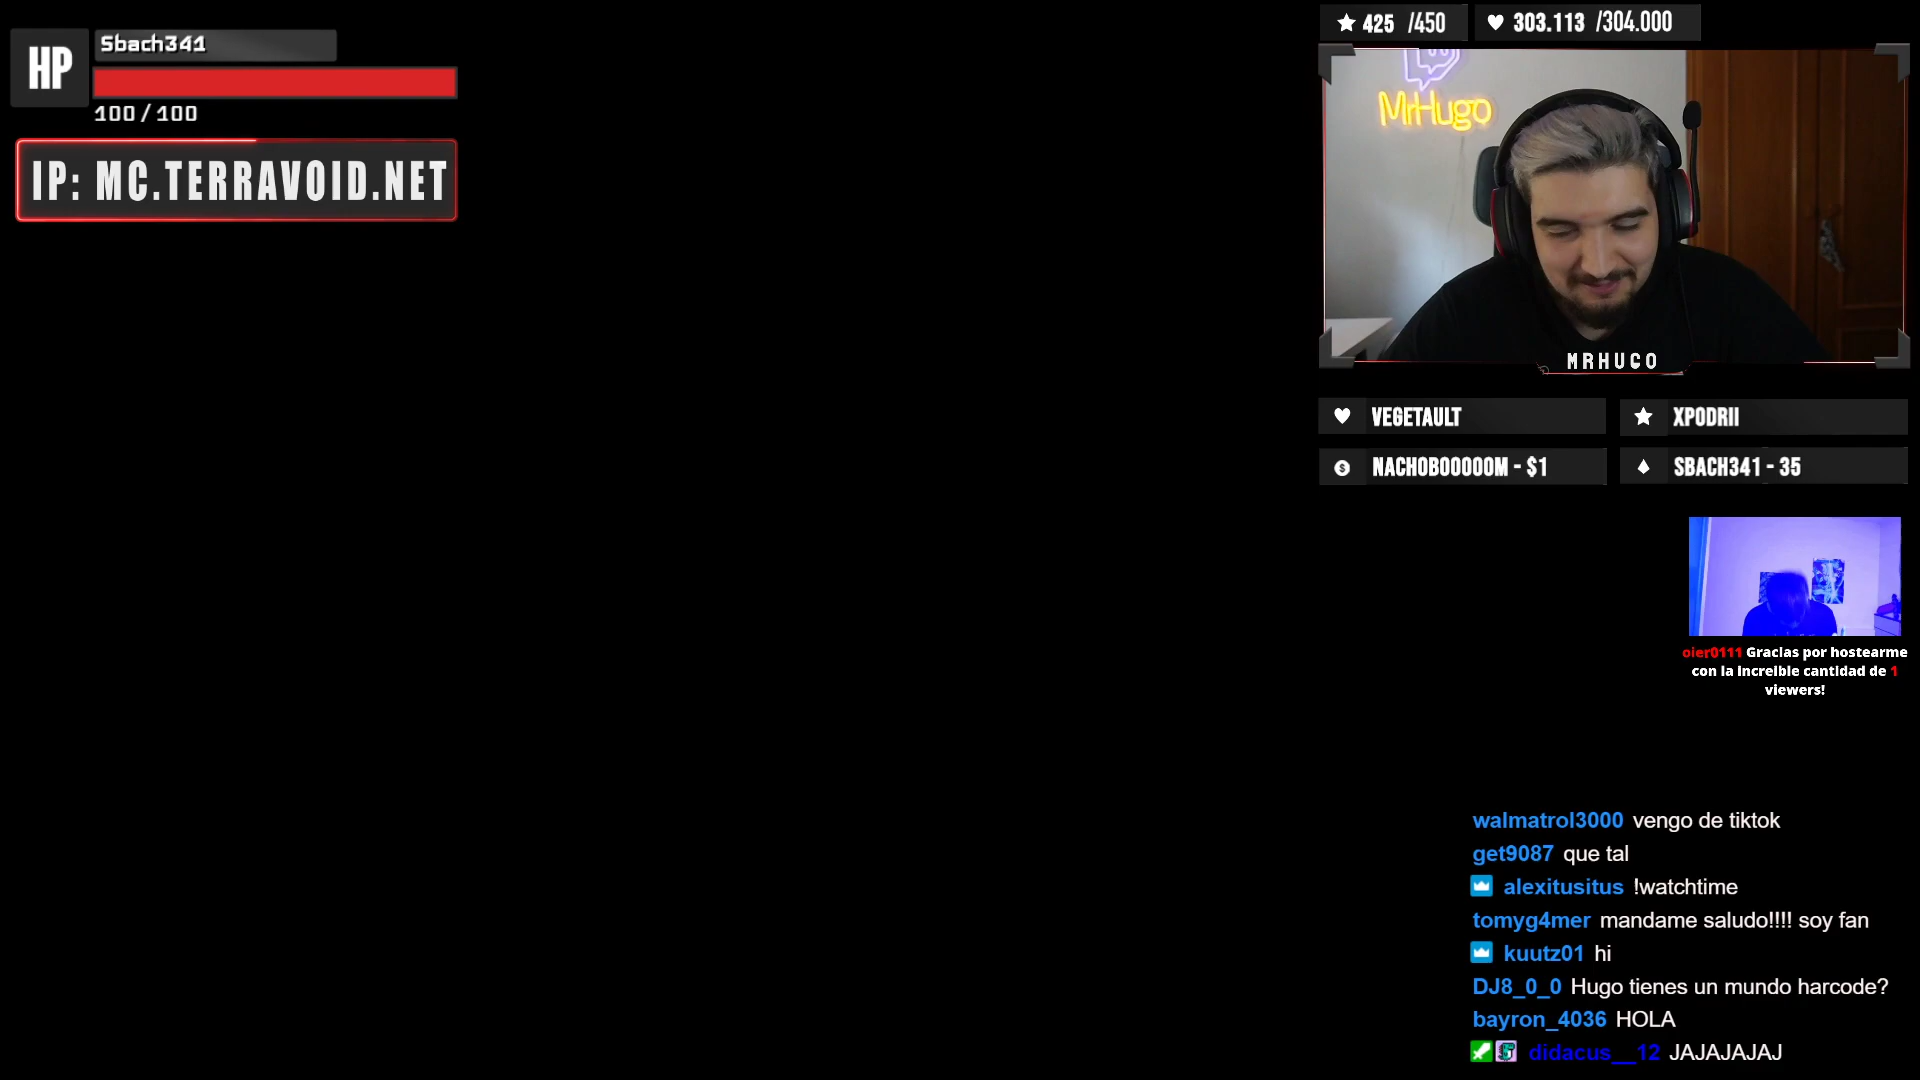 HP
Sbach341
100 / 100
IP: MC.TERRAVOID.NET
425 /450
303.113 /304.000
MrHugo
MRHUGO
VEGETAULT
XPODRII
NACHOBOOOOOM - $1
SBACH341 - 35
oier0111 Gracias por hostearme
con la increible cantidad de 1
viewers!
walmatrol3000 vengo de tiktok
get9087 que tal
alexitusitus !watchtime
tomyg4mer mandame saludo!!!! soy fan
kuutz01 hi
DJ8_0_0 Hugo tienes un mundo harcode?
bayron_4036 HOLA
didacus__12 JAJAJAJAJ